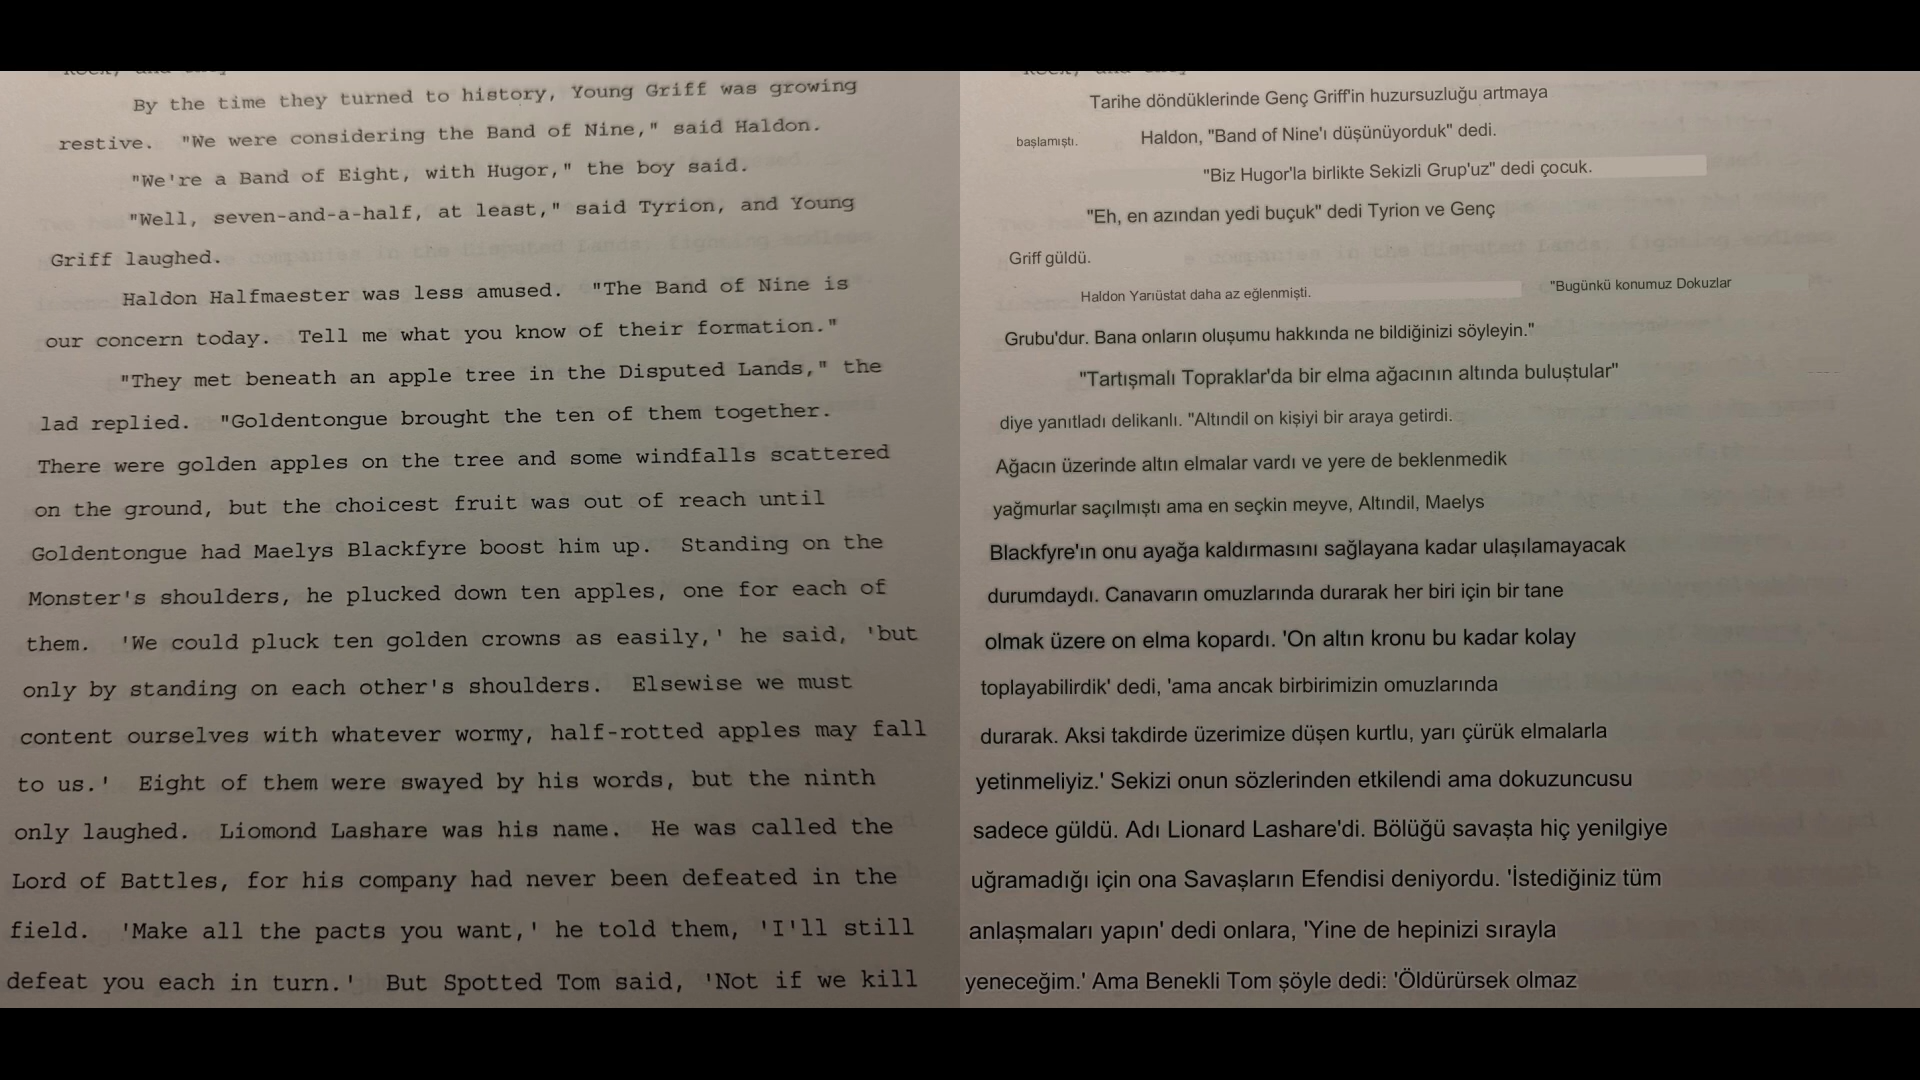 By the time they turned to history, Young Griff was growing
restive. "We were considering the Band of Nine," said Haldon.
"We're a Band of Eight, with Hugor," the boy said.
"Well, seven-and-a-half, at least," said Tyrion, and Young
Griff laughed.
Haldon Halfmaester was less amused. "The Band of Nine is
our concern today. Tell me what you know of their formation."
"They met beneath an apple tree in the Disputed Lands," the
lad replied. "Goldentongue brought the ten of them together.
There were golden apples on the tree and some windfalls scattered
on the ground, but the choicest fruit was out of reach until
Goldentongue had Maelys Blackfyre boost him up. Standing on the
Monster's shoulders, he plucked down ten apples, one for each of
them. 'We could pluck ten golden crowns as easily,' he said, 'but
only by standing on each other's shoulders. Elsewise we must
content ourselves with whatever wormy, half-rotted apples may fall
to us.' Eight of them were swayed by his words, but the ninth
only laughed. Liomond Lashare was his name. He was called the
Lord of Battles, for his company had never been defeated in the
field. 'Make all the pacts you want,' he told them, 'I'll still
defeat you each in turn.' But Spotted Tom said, 'Not if we kill
Tarihe döndüklerinde Genç Griff'in huzursuzluğu artmaya
başlamıştı. Haldon, "Band of Nine'ı düşünüyorduk" dedi.
"Biz Hugor'la birlikte Sekizli Grup'uz" dedi çocuk.
"Eh, en azından yedi buçuk" dedi Tyrion ve Genç
Griff güldü.
Haldon Yarıüstat daha az eğlenmişti. "Bugünkü konumuz Dokuzlar
Grubu'dur. Bana onların oluşumu hakkında ne bildiğinizi söyleyin."
"Tartışmalı Topraklar'da bir elma ağacının altında buluştular"
diye yanıtladı delikanlı. "Altındil on kişiyi bir araya getirdi.
Ağacın üzerinde altın elmalar vardı ve yere de beklenmedik
yağmurlar saçılmıştı ama en seçkin meyve, Altındil, Maelys
Blackfyre'ın onu ayağa kaldırmasını sağlayana kadar ulaşılamayacak
durumdaydı. Canavarın omuzlarında durarak her biri için bir tane
olmak üzere on elma kopardı. 'On altın kronu bu kadar kolay
toplayabilirdik' dedi, 'ama ancak birbirimizin omuzlarında
durarak. Aksi takdirde üzerimize düşen kurtlu, yarı çürük elmalarla
yetinmeliyiz.' Sekizi onun sözlerinden etkilendi ama dokuzuncusu
sadece güldü. Adı Lionard Lashare'di. Bölüğü savaşta hiç yenilgiye
uğramadığı için ona Savaşların Efendisi deniyordu. 'İstediğiniz tüm
anlaşmaları yapın' dedi onlara, 'Yine de hepinizi sırayla
yeneceğim.' Ama Benekli Tom şöyle dedi: 'Öldürürsek olmaz